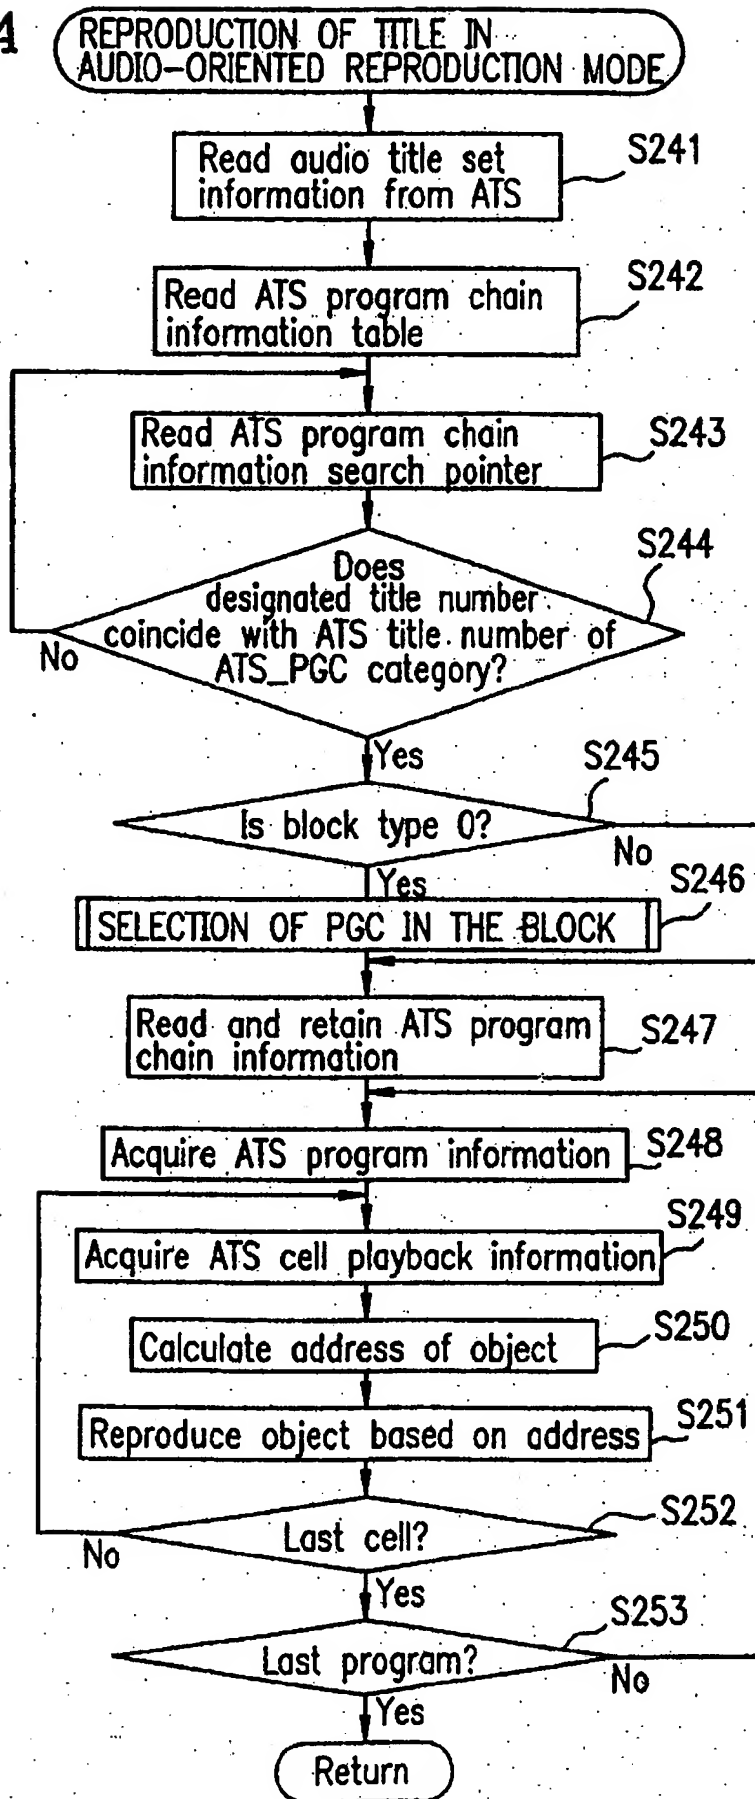 4
REPRODUCTION OF TITLE IN
AUDIO-ORIENTED REPRODUCTION MODE
Read audio title set
information from ATS
S241
Read ATS program chain
information table
S242
Read ATS program chain
information search pointer
S243
Does
designated title number
coincide with ATS title number of
ATS_PGC category?
S244
No
Yes
Is block type 0?
S245
No
Yes
SELECTION OF PGC IN THE BLOCK
S246
Read and retain ATS program
chain information
S247
Acquire ATS program information
S248
Acquire ATS cell playback information
S249
Calculate address of object
S250
Reproduce object based on address
S251
Last cell?
S252
No
Yes
Last program?
S253
No
Yes
Return